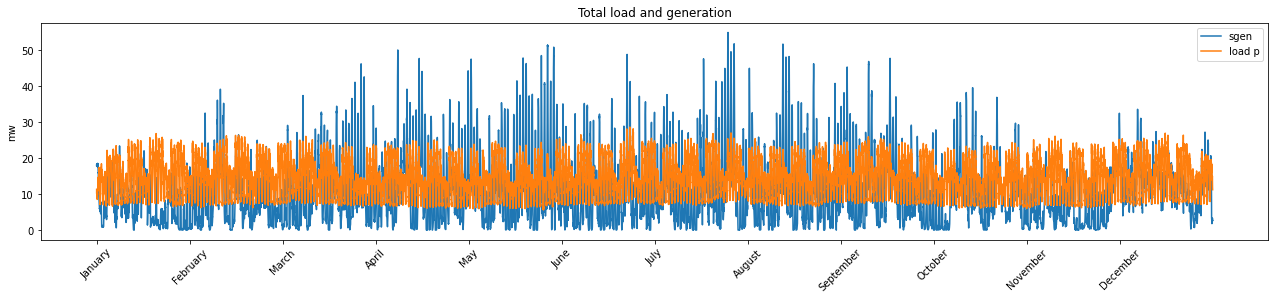 Total load and generation
sgen
load p
mw
50
40
30
20
10
0
January
February
March
April
May
June
July
August
September
October
November
December